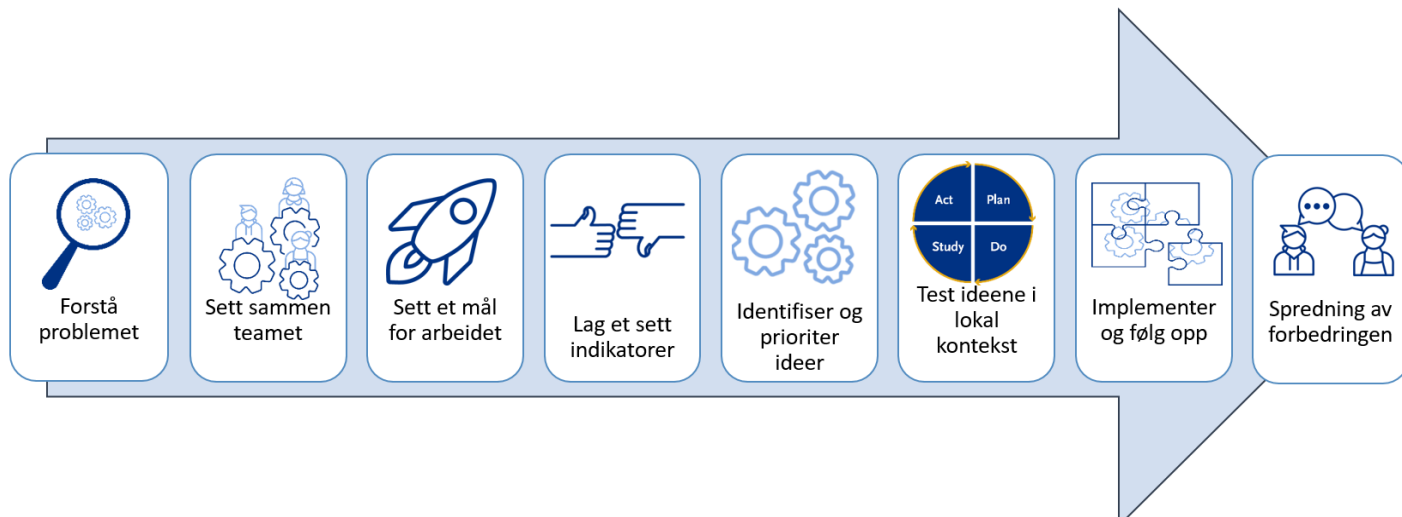 Forstå
problemet
Sett sammen
teamet
Sett et mål
for arbeidet
Lag et sett
indikatorer
Identifiser og
prioriter
ideer
Act Plan
Study Do
Test ideene i
lokal
kontekst
Implementer
og følg opp
Spredning av
forbedringen